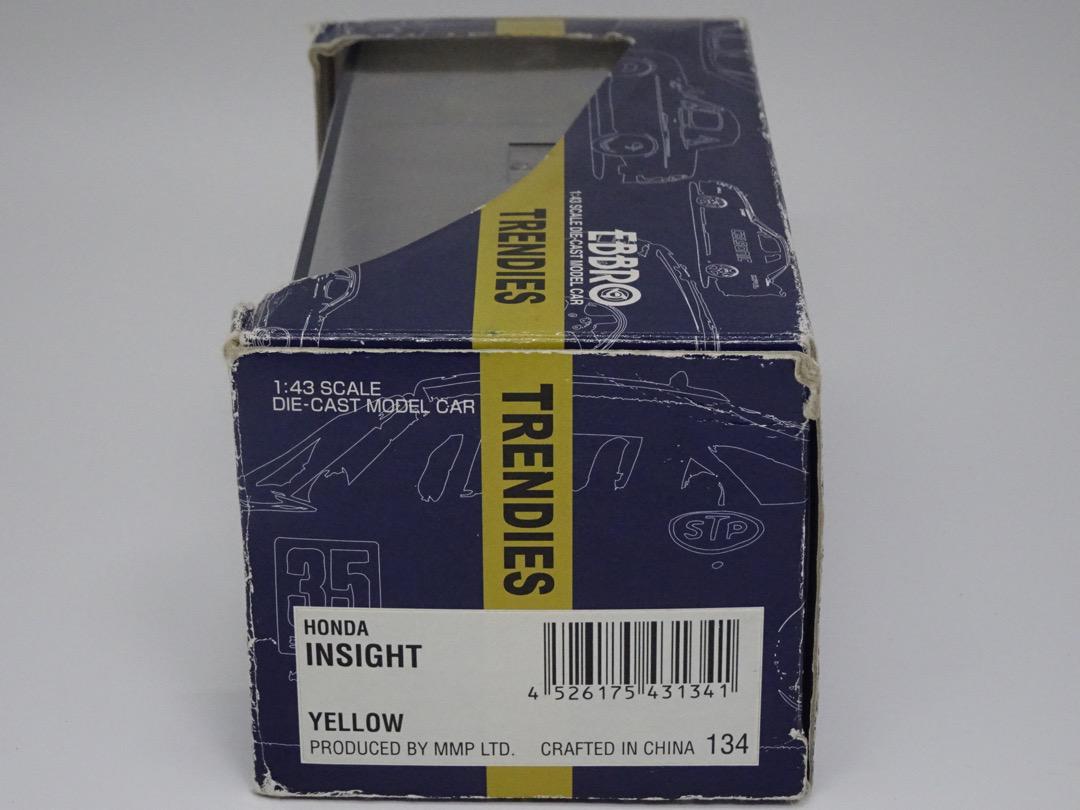 TRENDIES
1:43 SCALE DIE-CAST MODEL CAR
EBBRO
1:43 SCALE
DIE-CAST MODEL CAR
TRENDIES
STP
35
HONDA
INSIGHT
4 526175 431341
YELLOW
PRODUCED BY MMP LTD. CRAFTED IN CHINA 134